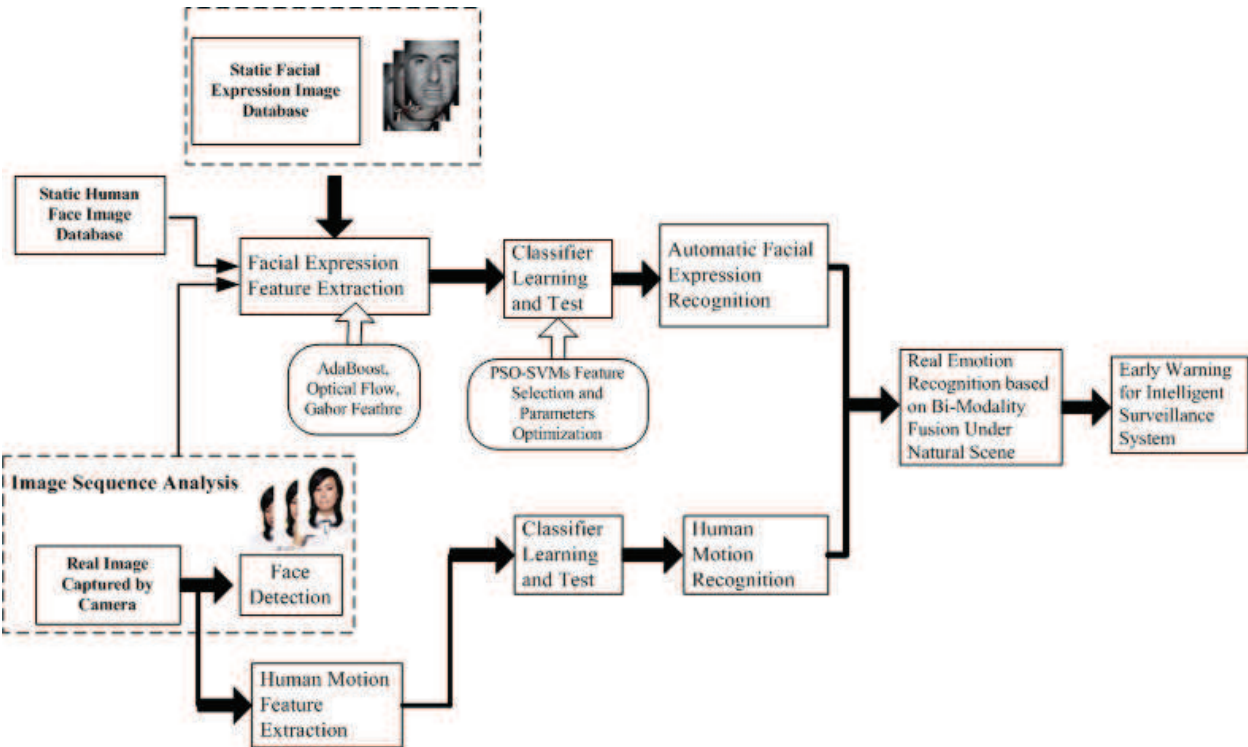 Static Facial
Expression Image
Database
Static Human
Face Image
Database
Facial Expression
Feature Extraction
Classifier
Learning
and Test
Automatic Facial
Expression
Recognition
AdaBoost,
Optical Flow,
Gabor Feathre
PSO-SVMs Feature
Selection and
Parameters
Optimization
Real Emotion
Recognition based
on Bi-Modality
Fusion Under
Natural Scene
Early Warning
for Intelligent
Surveillance
System
Image Sequence Analysis
Real Image
Captured by
Camera
Face
Detection
Classifier
Learning
and Test
Human
Motion
Recognition
Human Motion
Feature
Extraction